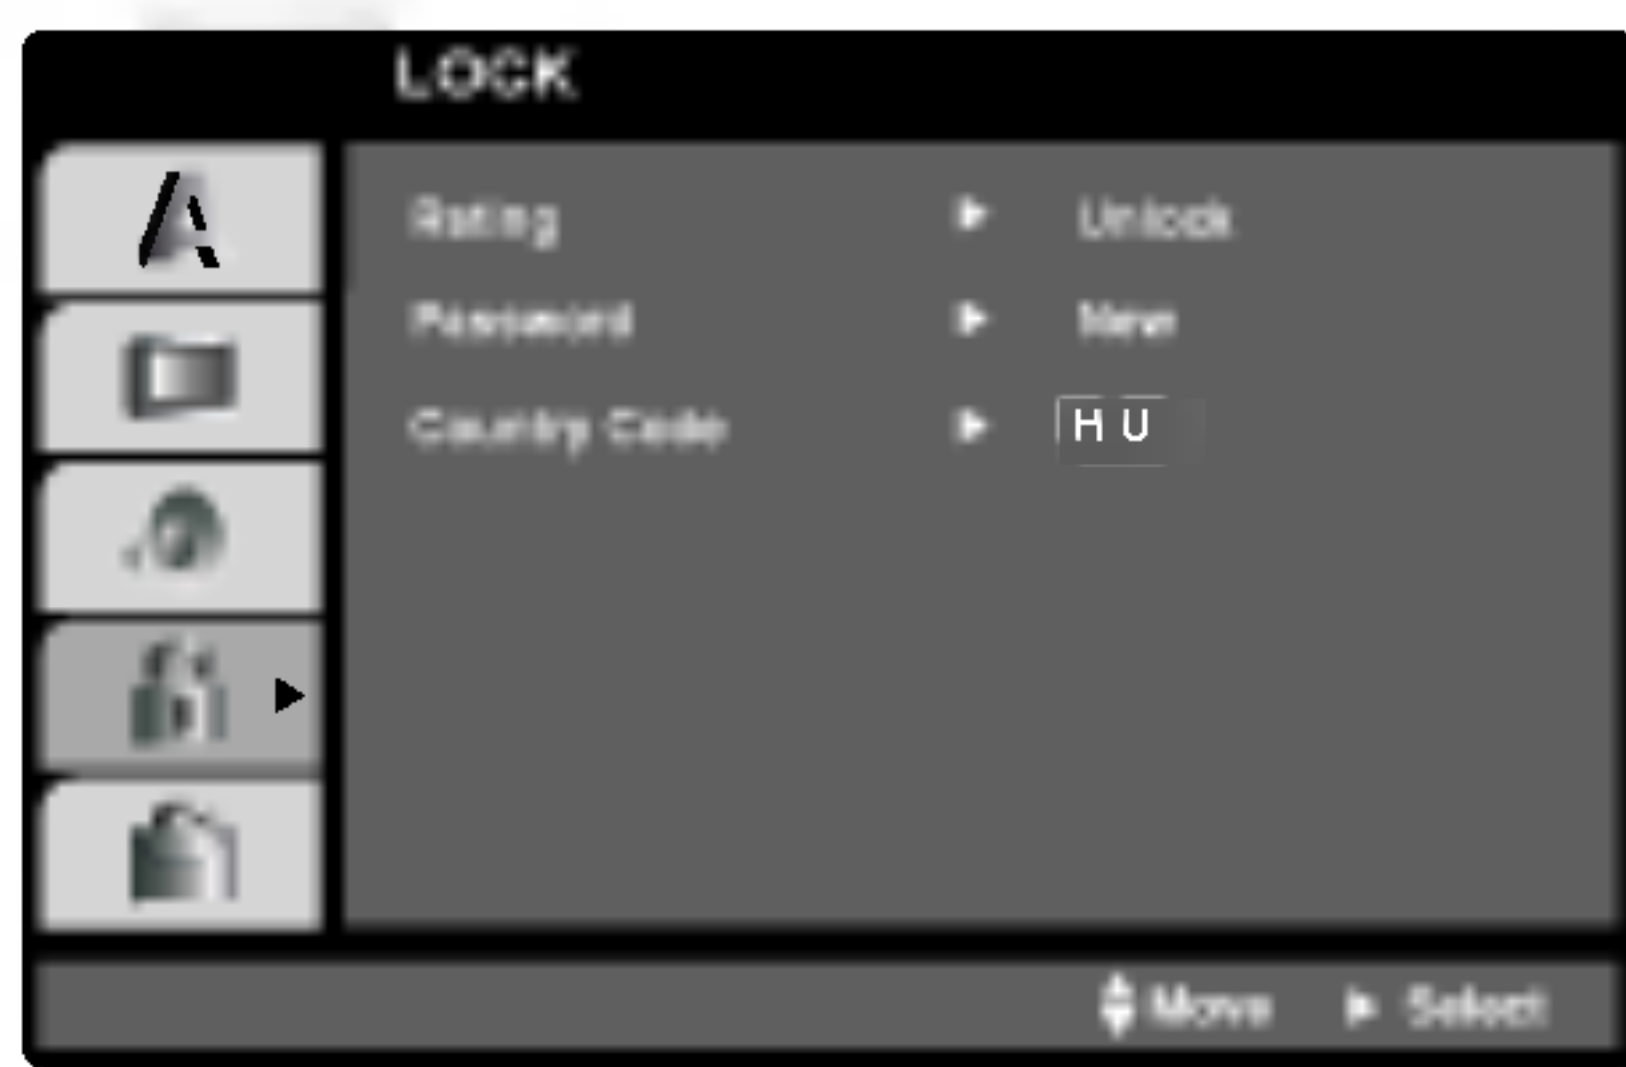 LOCK
Rating ► Unlock
Password ► New
Country Code ► H U
Move ► Select